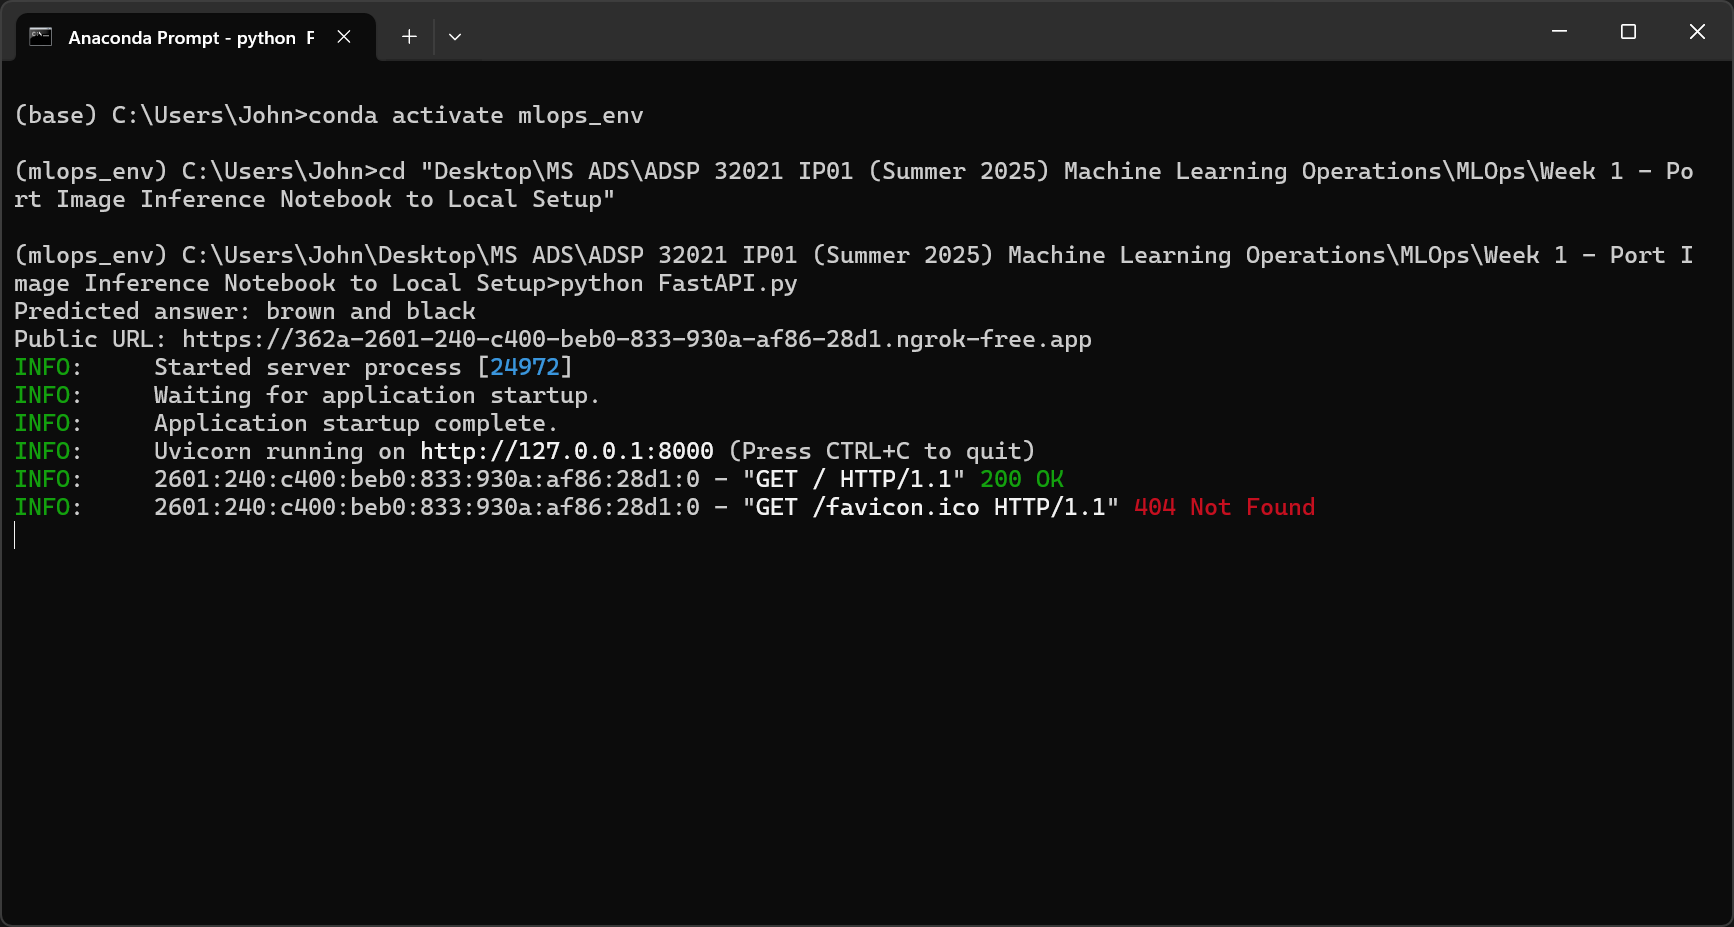 Anaconda Prompt - python F
(base) C:\Users\John>conda activate mlops_env
(mlops_env) C:\Users\John>cd "Desktop\MS ADS\ADSP 32021 IP01 (Summer 2025) Machine Learning Operations\MLOps\Week 1 - Po
rt Image Inference Notebook to Local Setup"
(mlops_env) C:\Users\John\Desktop\MS ADS\ADSP 32021 IP01 (Summer 2025) Machine Learning Operations\MLOps\Week 1 - Port I
mage Inference Notebook to Local Setup>python FastAPI.py
Predicted answer: brown and black
Public URL: https://362a-2601-240-c400-beb0-833-930a-af86-28d1.ngrok-free.app
INFO:     Started server process [24972]
INFO:     Waiting for application startup.
INFO:     Application startup complete.
INFO:     Uvicorn running on http://127.0.0.1:8000 (Press CTRL+C to quit)
INFO:     2601:240:c400:beb0:833:930a:af86:28d1:0 - "GET / HTTP/1.1" 200 OK
INFO:     2601:240:c400:beb0:833:930a:af86:28d1:0 - "GET /favicon.ico HTTP/1.1" 404 Not Found